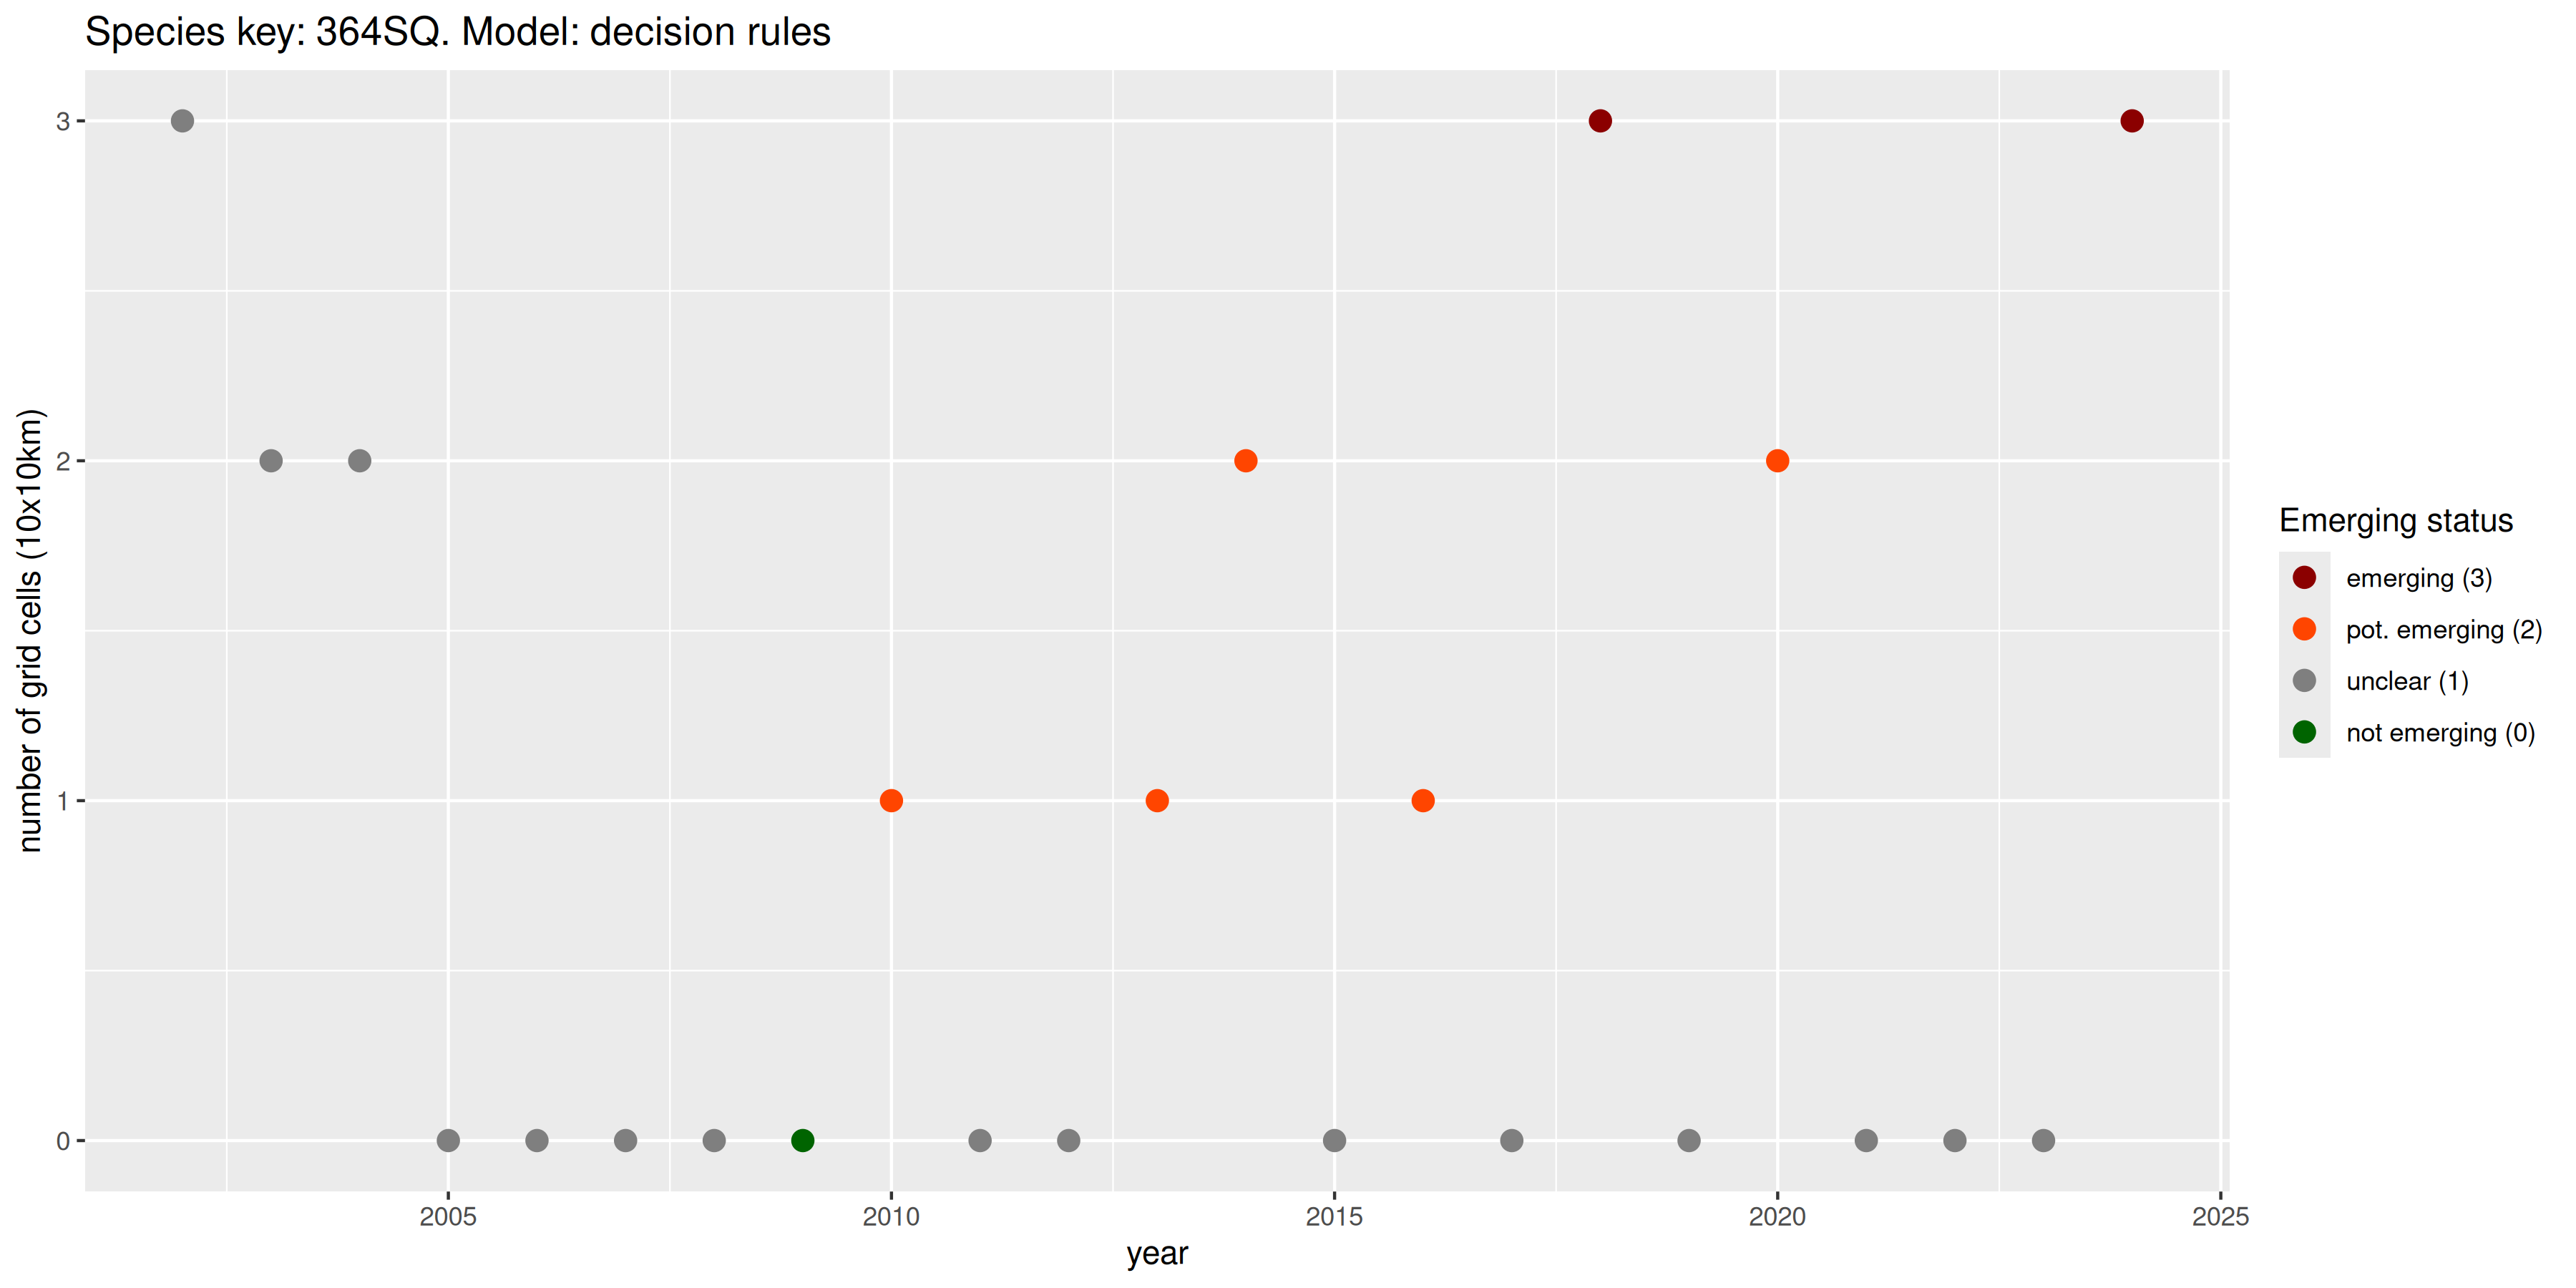 Species key: 364SQ. Model: decision rules
number of grid cells (10x10km)
3
2
1
0
2005
2010
2015
2020
2025
year
Emerging status
emerging (3)
pot. emerging (2)
unclear (1)
not emerging (0)